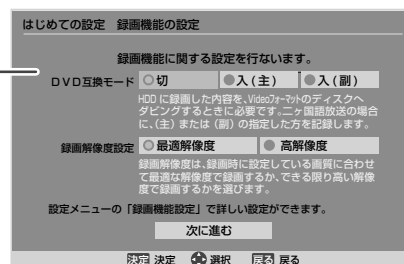 はじめての設定 録画機能の設定
録画機能に関する設定を行ないます。
DVD互換モード ○切 ●入(主) ●入(副)
HDDに録画した内容を、Videoフォーマットのディスクへ
ダビングするときに必要です。二ヶ国語放送の場合
に、(主)または(副)の指定した方を記録します。
録画解像度設定 ○最適解像度 ●高解像度
録画解像度は、録画時に設定している画質に合わせ
て最適な解像度で録画するか、できる限り高い解像
度で録画するかを選びます。
設定メニューの「録画機能設定」で詳しい設定ができます。
次に進む
決定 決定 選択 戻る 戻る